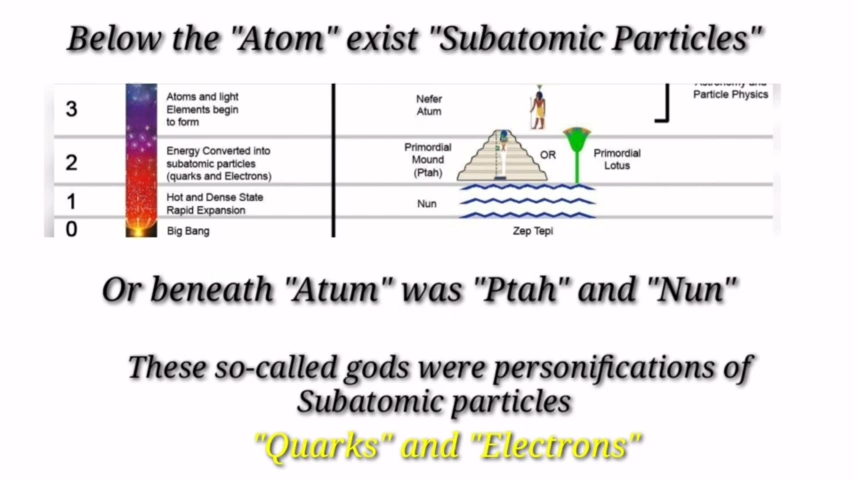 Below the "Atom" exist "Subatomic Particles"
Particle Physics
3
Atoms and light
Elements begin
to form
Nefer
Atum
2
Energy Converted into
subatomic particles
(quarks and Electrons)
Primordial
Mound
(Ptah)
OR
Primordial
Lotus
1
Hot and Dense State
Rapid Expansion
Nun
0
Big Bang
Zep Tepi
Or beneath "Atum" was "Ptah" and "Nun"
These so-called gods were personifications of
Subatomic particles
"Quarks" and "Electrons"